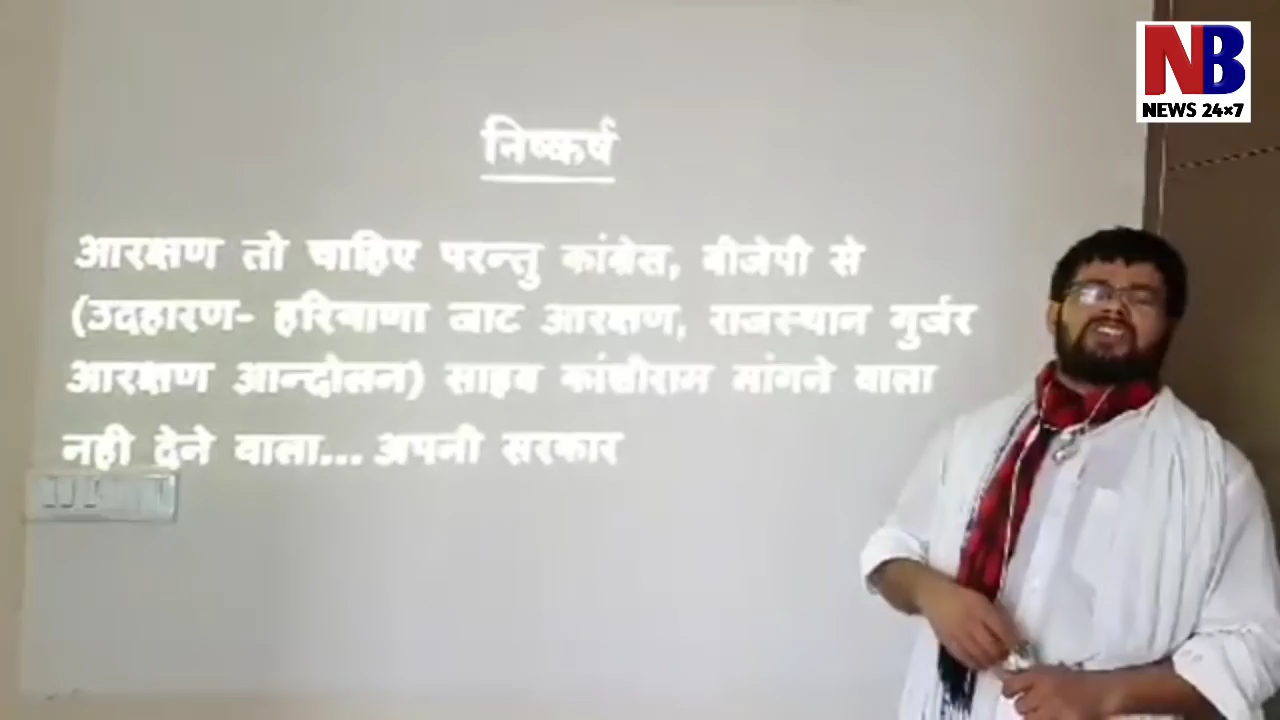 NB
NEWS 24×7
निष्कर्ष
आरक्षण तो चाहिए परन्तु कांग्रेस, बीजेपी से
(उदहारण- हरियाणा जाट आरक्षण, राजस्थान गुर्जर
आरक्षण आन्दोलन) साहब कांशीराम मांगने वाला
नही देने वाला... अपनी सरकार